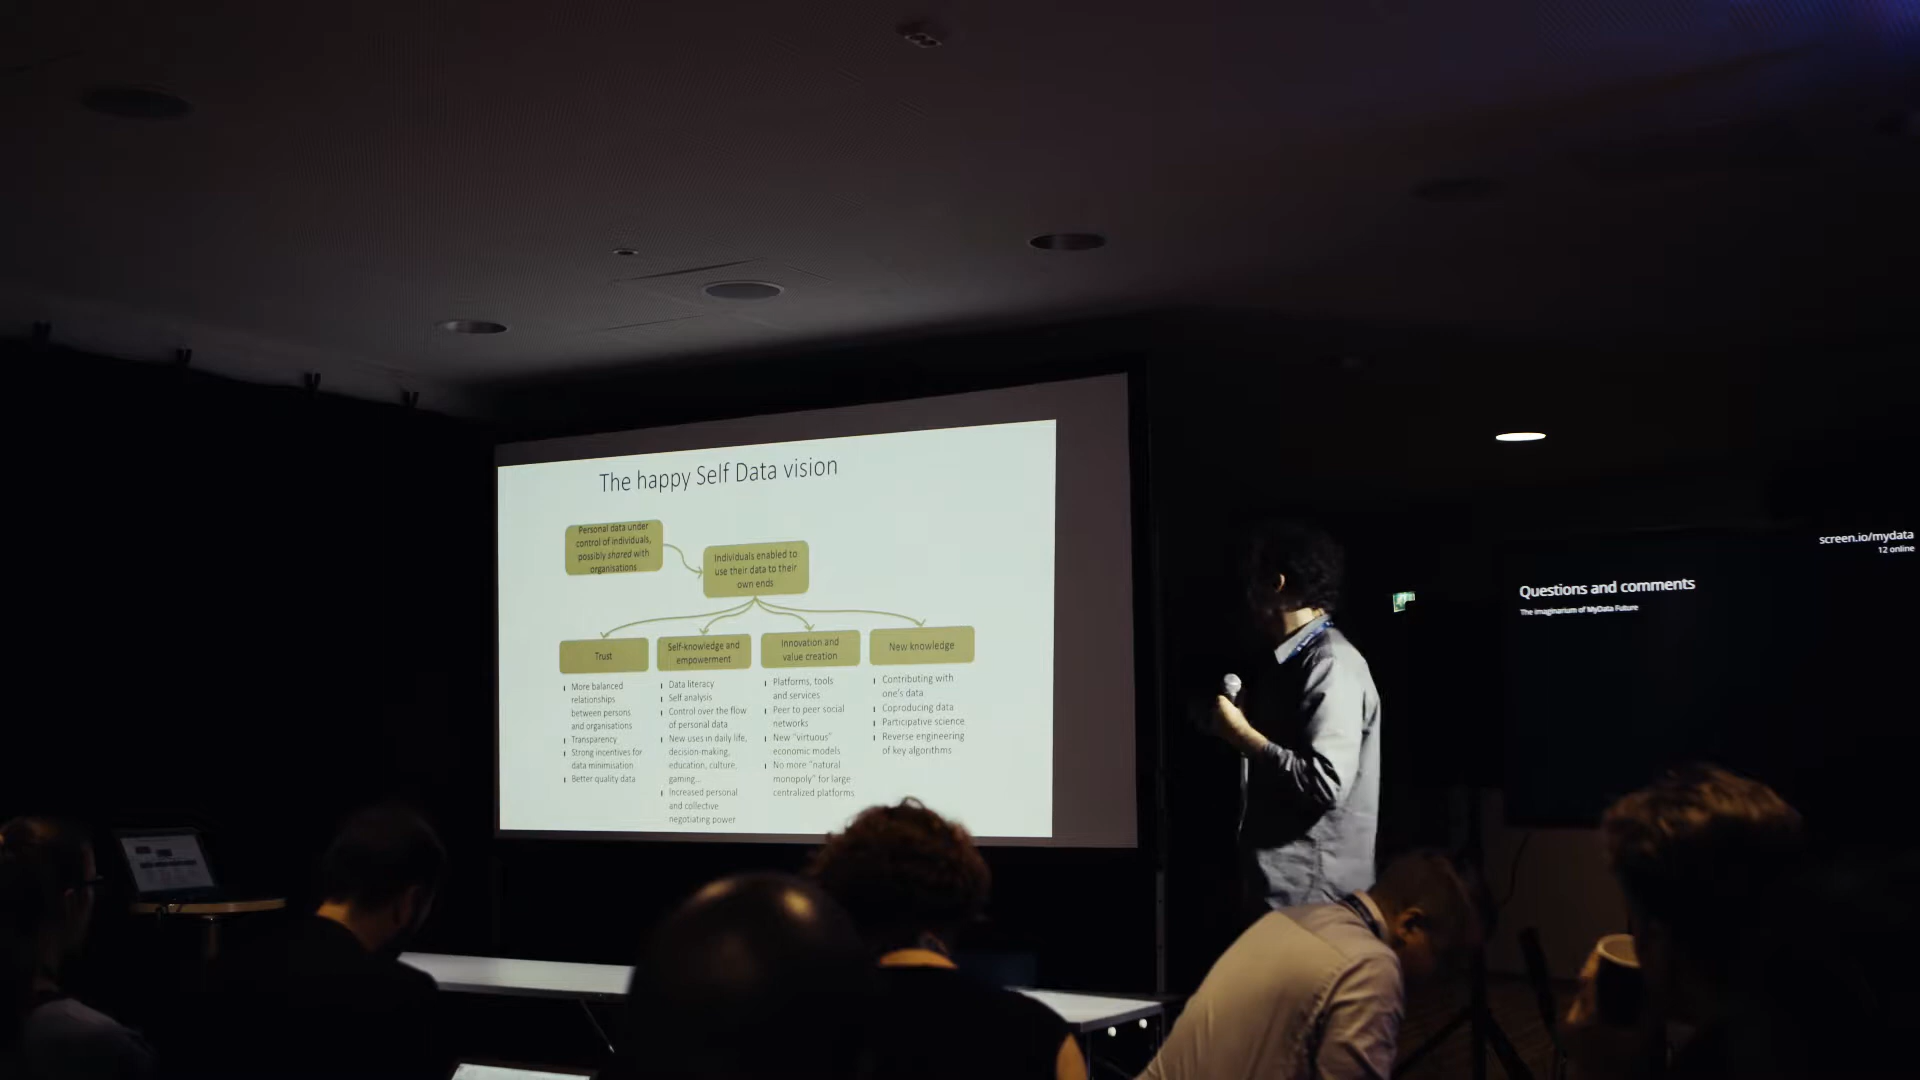 The happy Self Data vision
Personal data under
control of individuals,
possibly shared with
organisations
Individuals enabled to
use their data to their
own ends
Trust
More balanced
relationships
between persons
and organisations
Transparency
Strong incentives for
data minimisation
Better quality data
Self-knowledge and
empowerment
Data literacy
Self analysis
Control over the flow
of personal data
New uses in daily life,
decision-making,
education, culture,
gaming...
Increased personal
and collective
negotiating power
Innovation and
value creation
Platforms, tools
and services
Peer to peer social
networks
New "virtuous"
economic models
No more "natural
monopoly" for large
centralized platforms
New knowledge
Contributing with
one's data
Coproducing data
Participative science
Reverse engineering
of key algorithms
screen.io/mydata
12 online
Questions and comments
The imaginarium of MyData Future